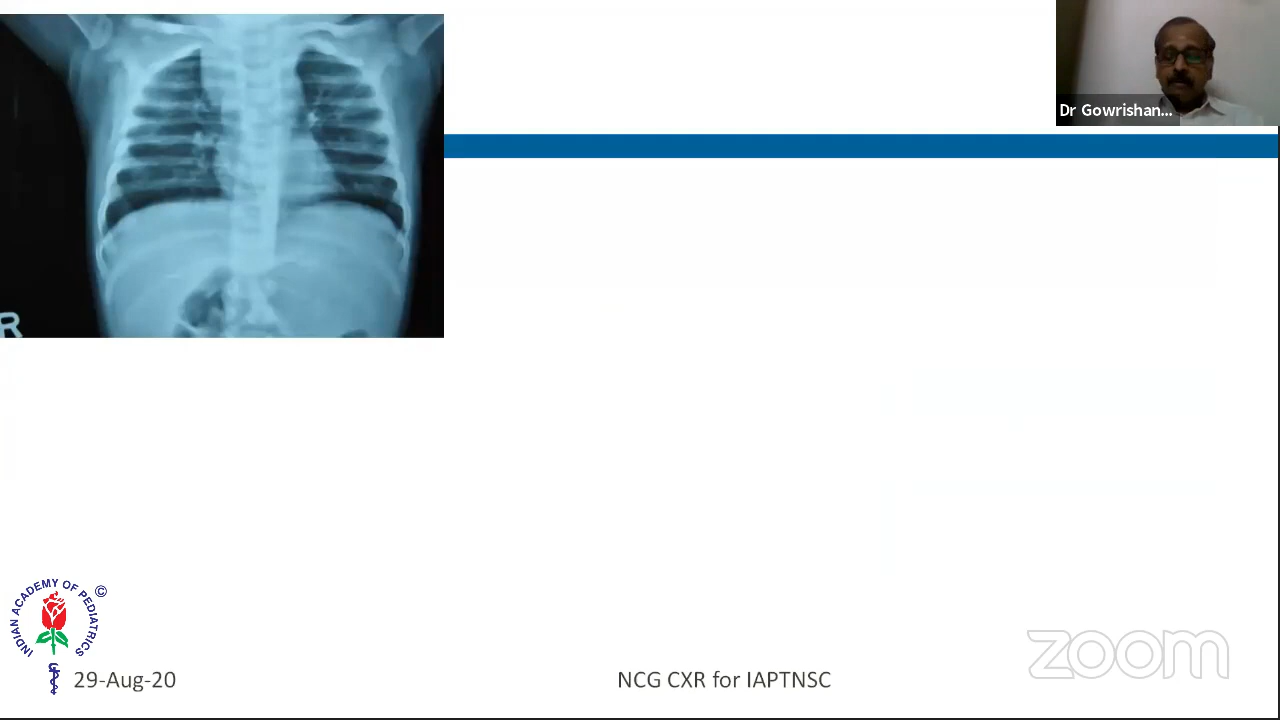 Dr Gowrishan...
R
INDIAN ACADEMY OF PEDIATRICS
©
29-Aug-20
NCG CXR for IAPTNSC
zoom